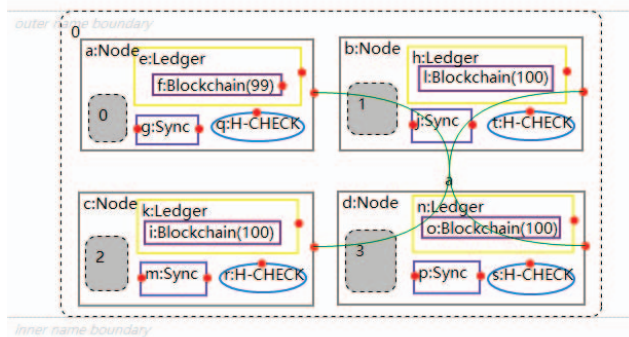 outer name boundary
0
a:Node
e:Ledger
f:Blockchain(99)
0
g:Sync
q:H-CHECK
b:Node
h:Ledger
l:Blockchain(100)
1
j:Sync
t:H-CHECK
a
c:Node
k:Ledger
i:Blockchain(100)
2
m:Sync
r:H-CHECK
d:Node
n:Ledger
o:Blockchain(100)
3
p:Sync
s:H-CHECK
inner name boundary